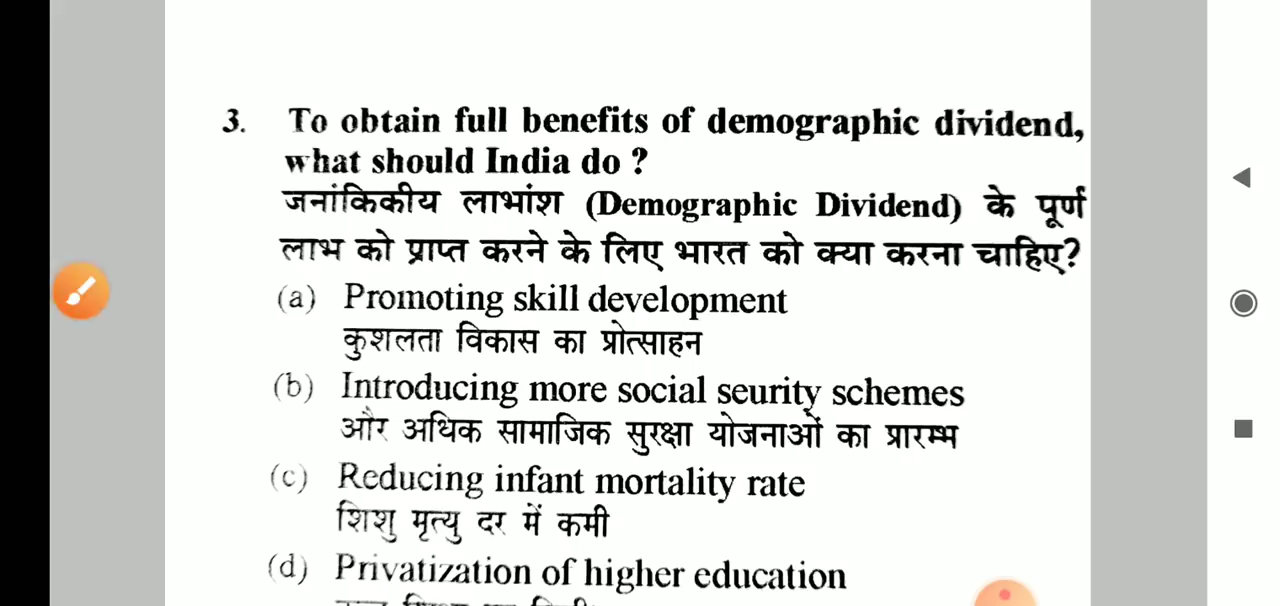 3. To obtain full benefits of demographic dividend,
what should India do ?
जनांकिकीय लाभांश (Demographic Dividend) के पूर्ण
लाभ को प्राप्त करने के लिए भारत को क्या करना चाहिए?
(a) Promoting skill development
कुशलता विकास का प्रोत्साहन
(b) Introducing more social seurity schemes
और अधिक सामाजिक सुरक्षा योजनाओं का प्रारम्भ
(c) Reducing infant mortality rate
शिशु मृत्यु दर में कमी
(d) Privatization of higher education